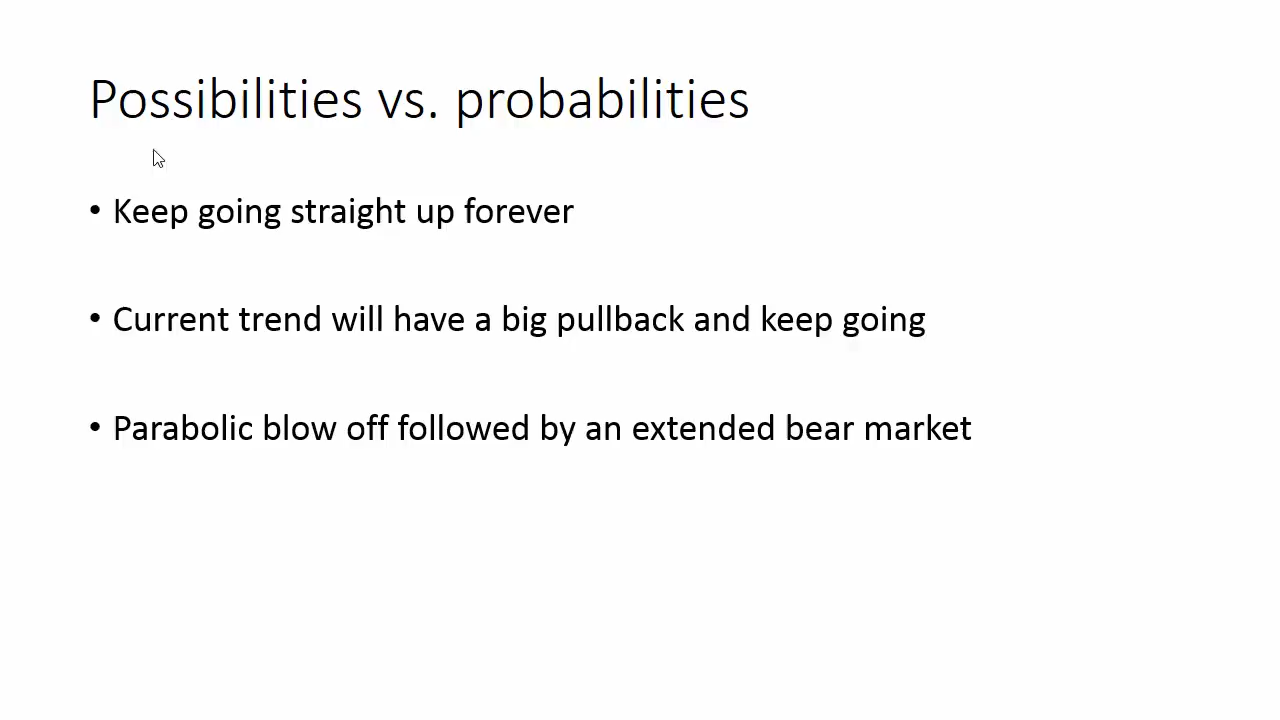 Possibilities vs. probabilities
• Keep going straight up forever
• Current trend will have a big pullback and keep going
• Parabolic blow off followed by an extended bear market